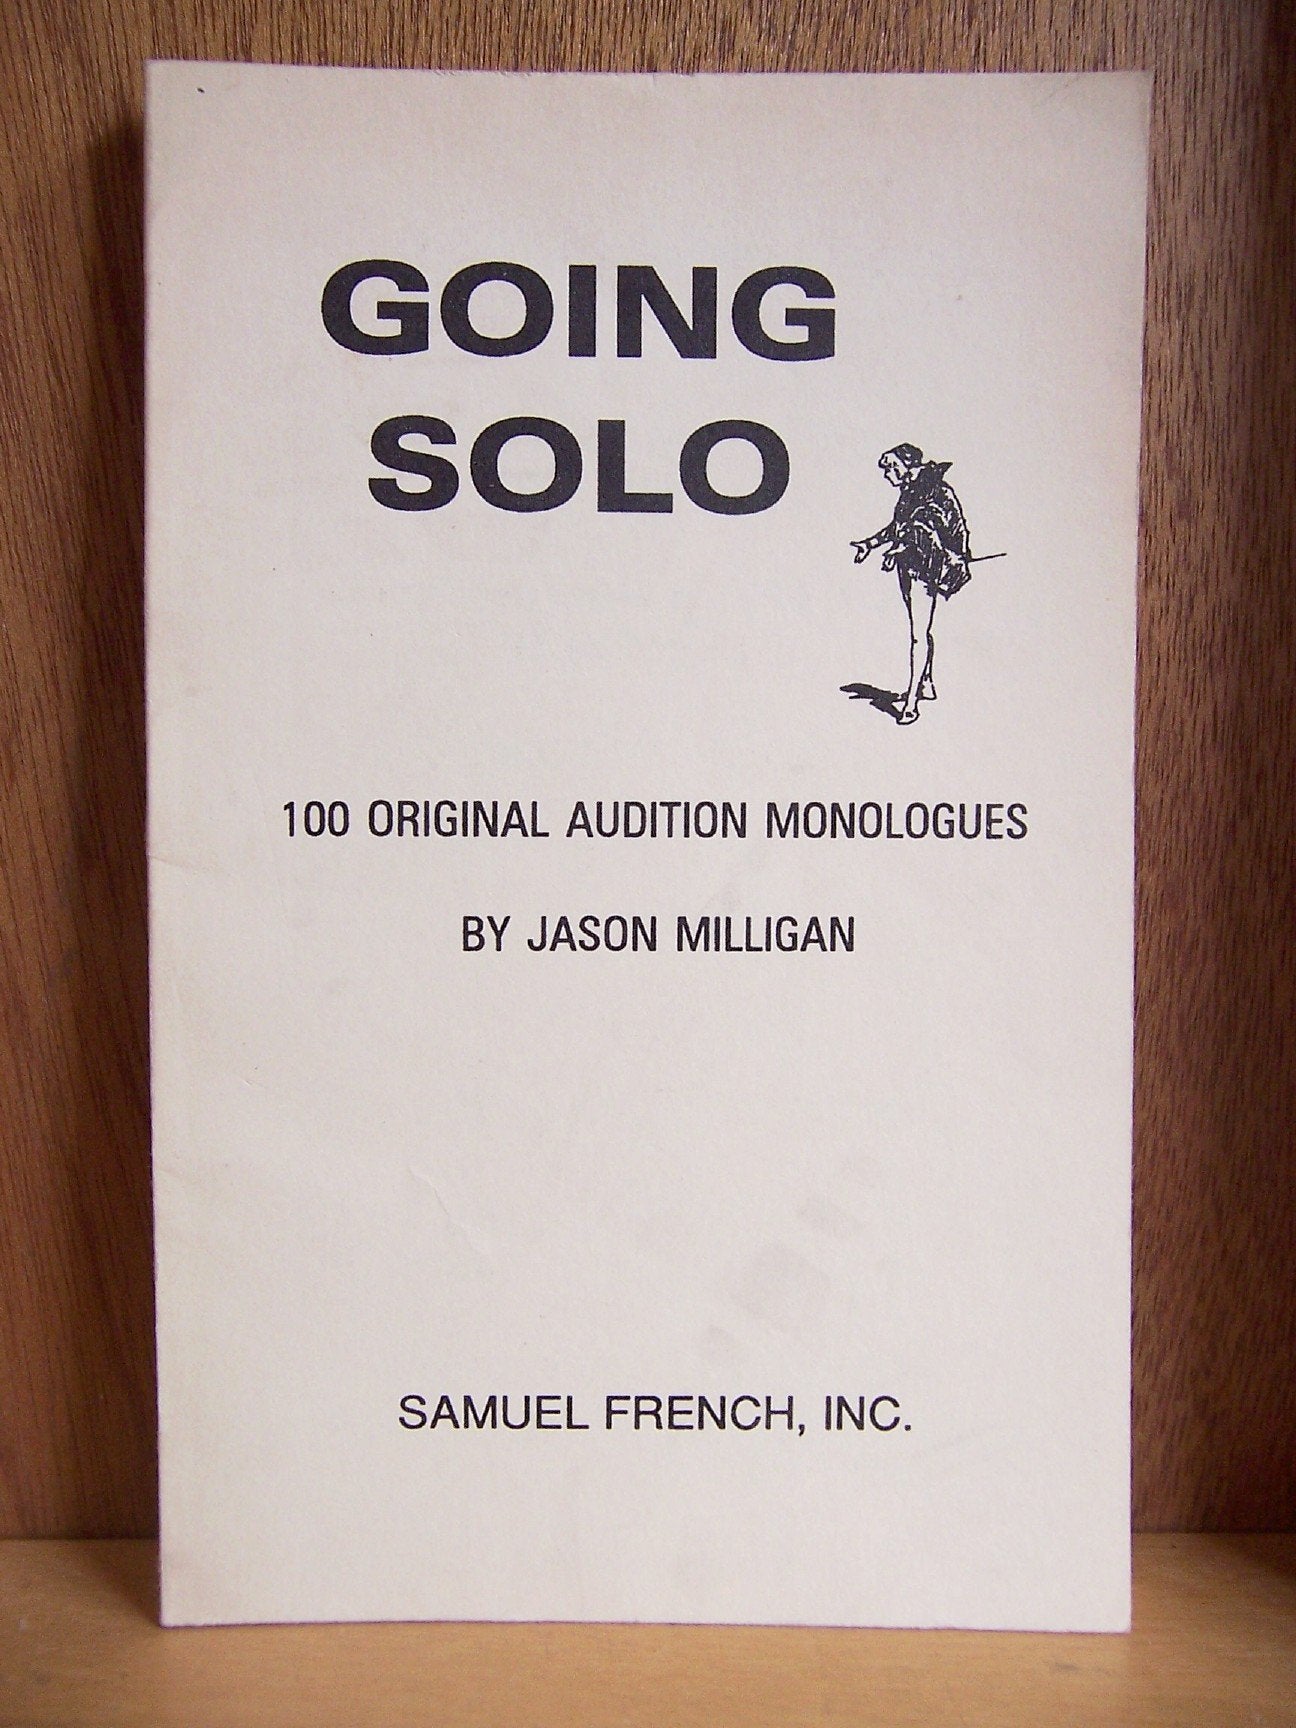 GOING
SOLO
100 ORIGINAL AUDITION MONOLOGUES
BY JASON MILLIGAN
SAMUEL FRENCH, INC.